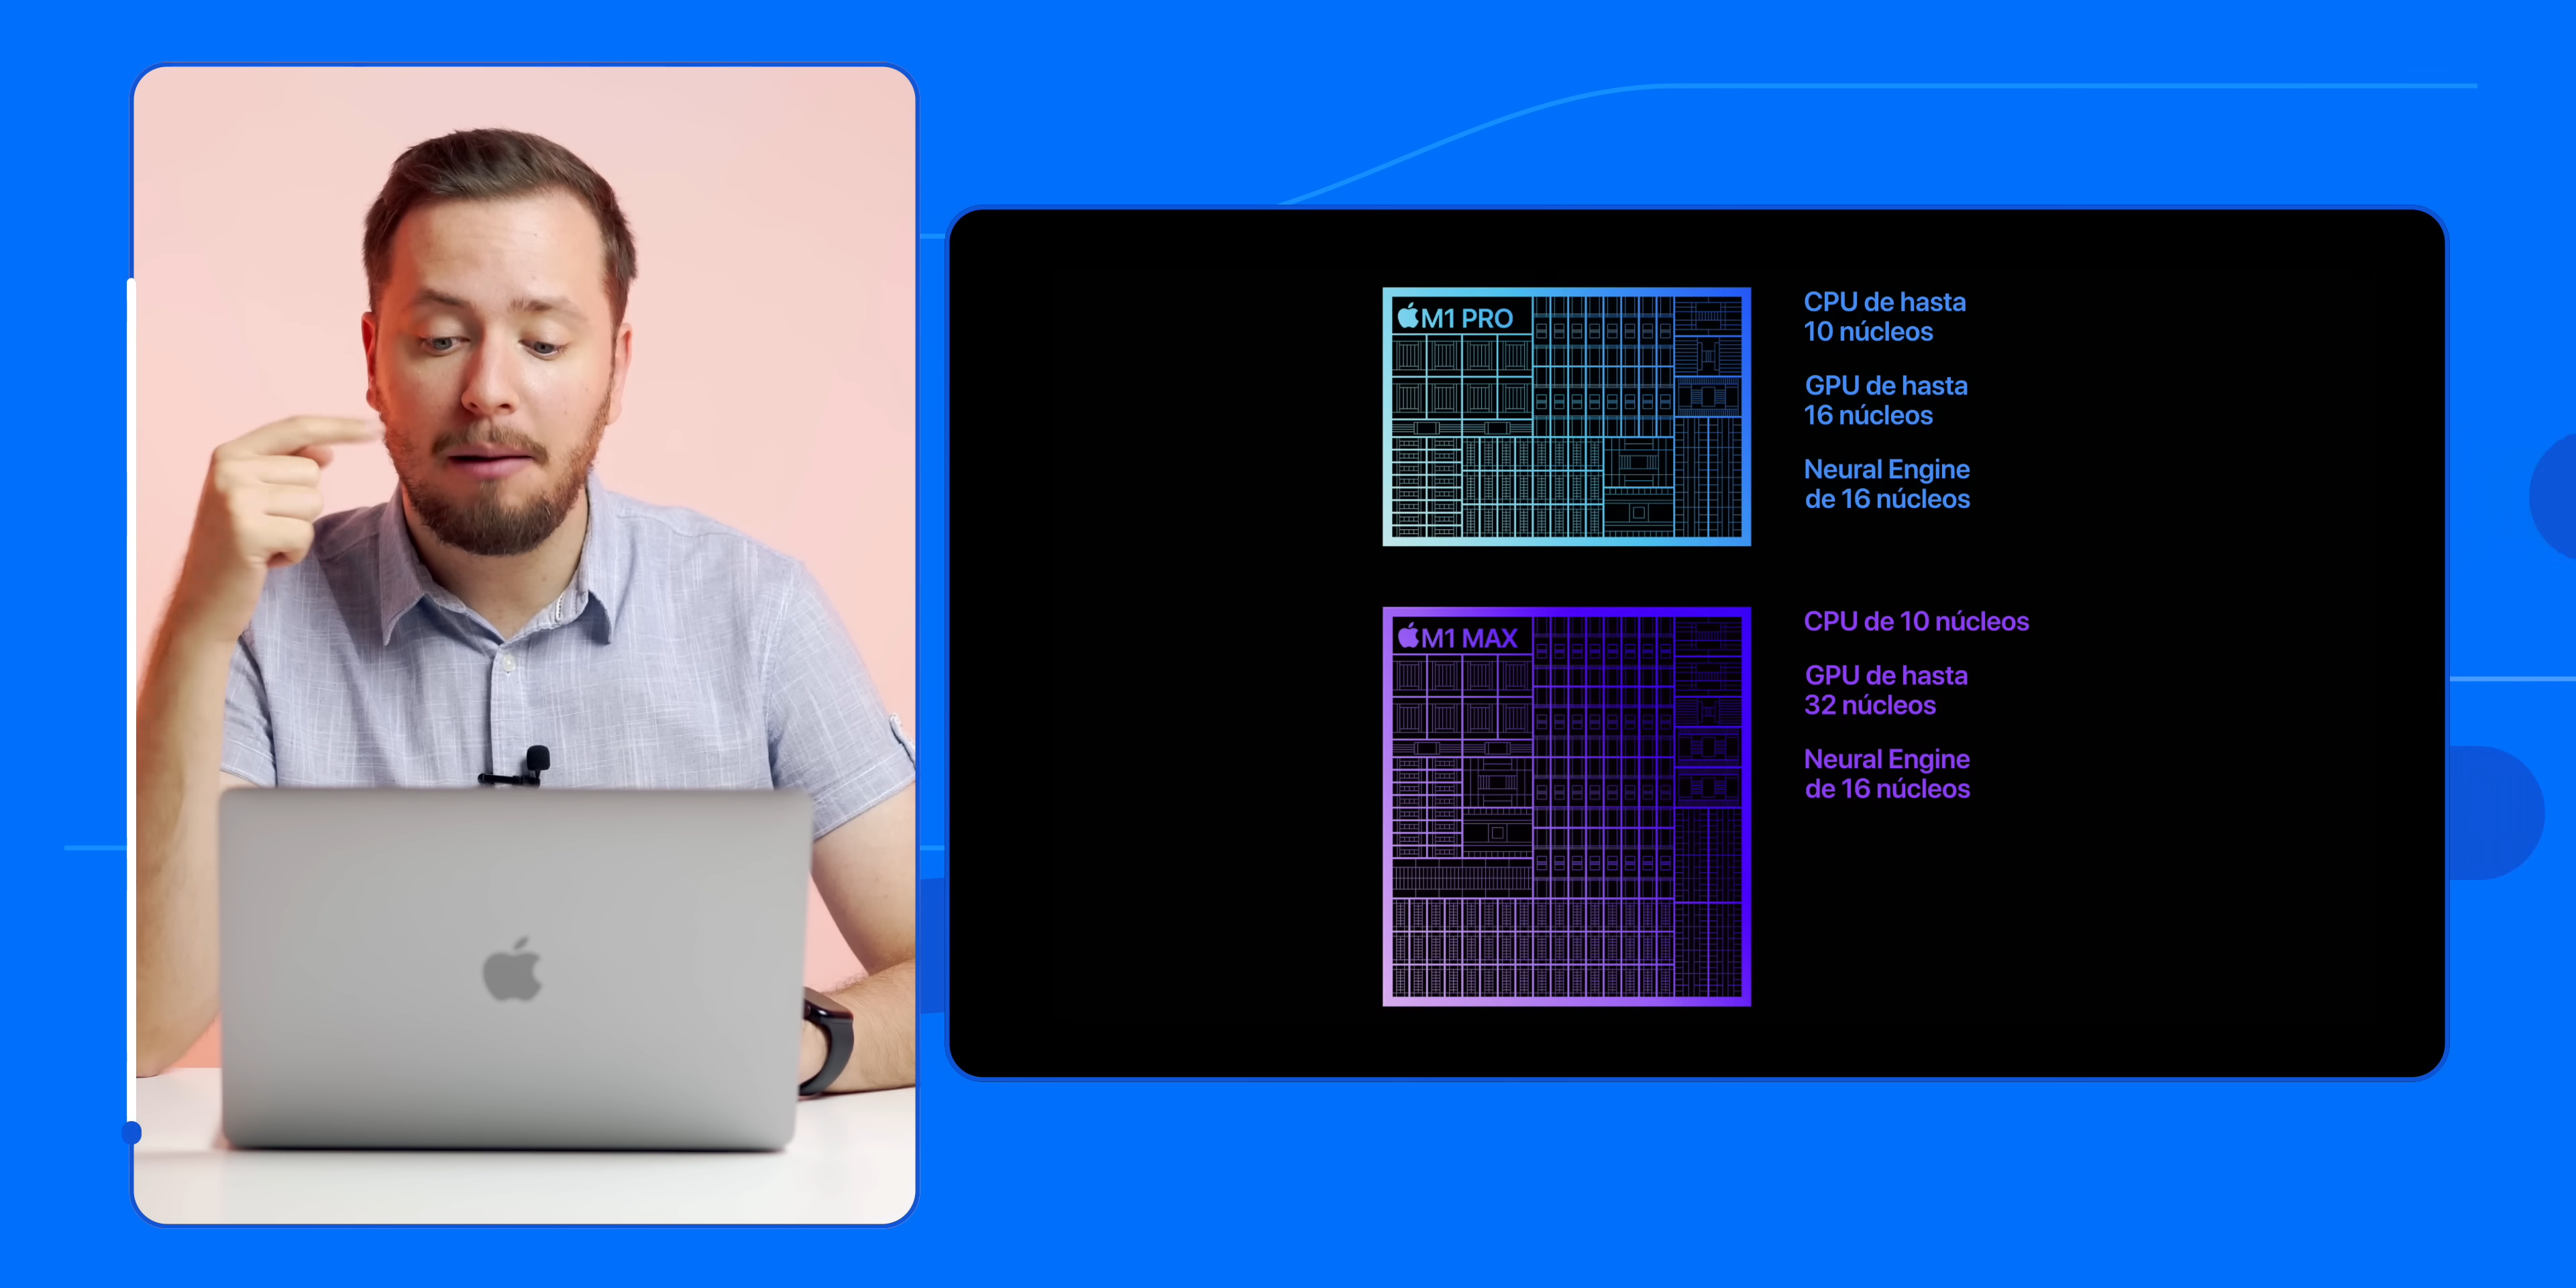 M1 PRO
CPU de hasta
10 núcleos
GPU de hasta
16 núcleos
Neural Engine
de 16 núcleos
M1 MAX
CPU de 10 núcleos
GPU de hasta
32 núcleos
Neural Engine
de 16 núcleos